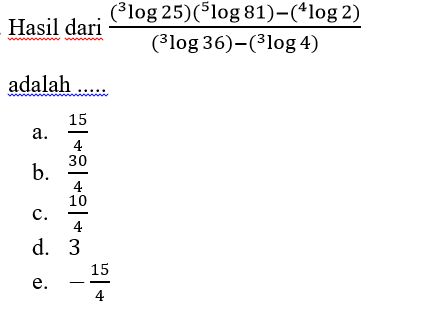 Hasil dari \frac{(^3\log 25)(^5\log 81)-(^4\log 2)}{(^3\log 36)-(^3\log 4)}
adalah .....
a. \frac{15}{4}
b. \frac{30}{4}
c. \frac{10}{4}
d. 3
e. -\frac{15}{4}